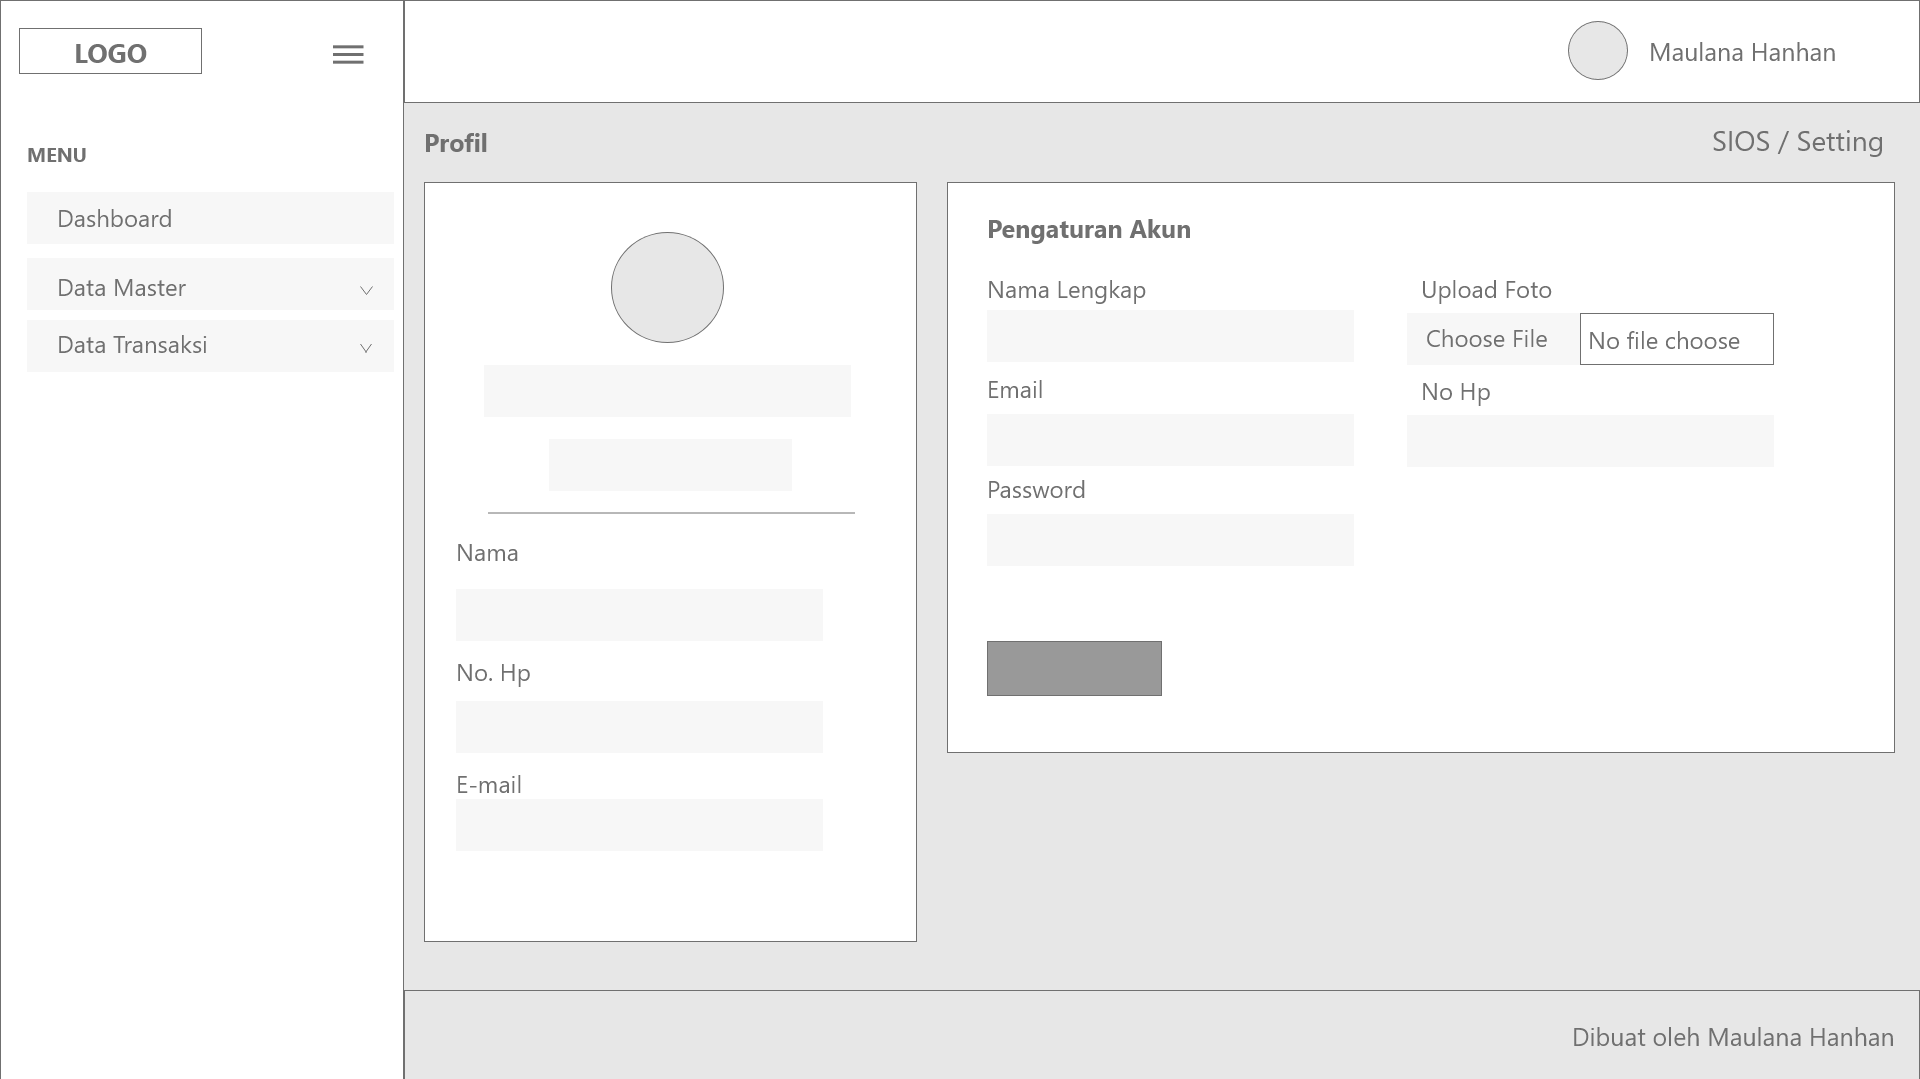 LOGO
Maulana Hanhan
MENU
Dashboard
Data Master
Data Transaksi
Profil
SIOS / Setting
Nama
No. Hp
E-mail
Pengaturan Akun
Nama Lengkap
Upload Foto
Choose File
No file choose
Email
No Hp
Password
Dibuat oleh Maulana Hanhan